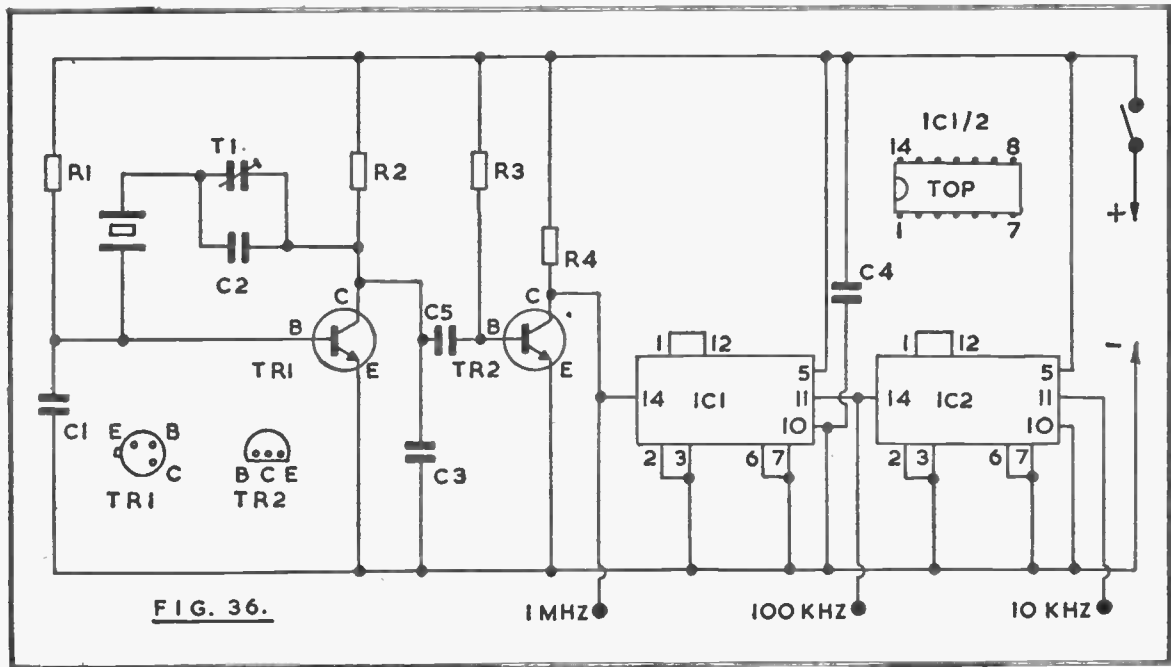 IC1/2
14 8
T1.
R1
R2
R3
TOP
+
1 7
C2
R4
C4
C
C5
C
B
B
1 12
1 12
-
TR1
E
TR2
E
5
5
14 IC1 11
14 IC2 11
10
10
C1
E B
C
TR1
B C E
TR2
C3
2 3 6 7
2 3 6 7
FIG. 36.
1 MHZ
100 KHZ
10 KHZ